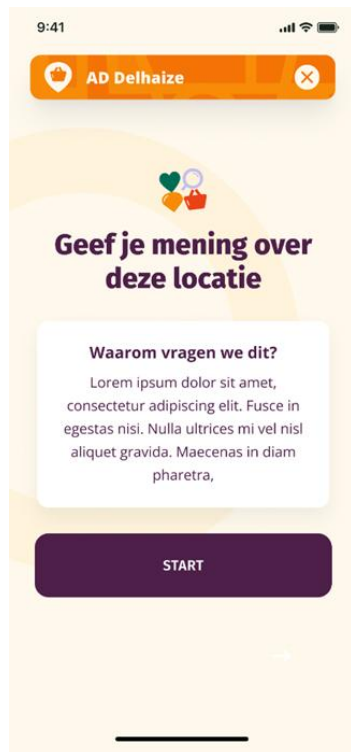 9:41
AD Delhaize
Geef je mening over
deze locatie
Waarom vragen we dit?
Lorem ipsum dolor sit amet,
consectetur adipiscing elit. Fusce in
egestas nisi. Nulla ultrices mi vel nisl
aliquet gravida. Maecenas in diam
pharetra,
START